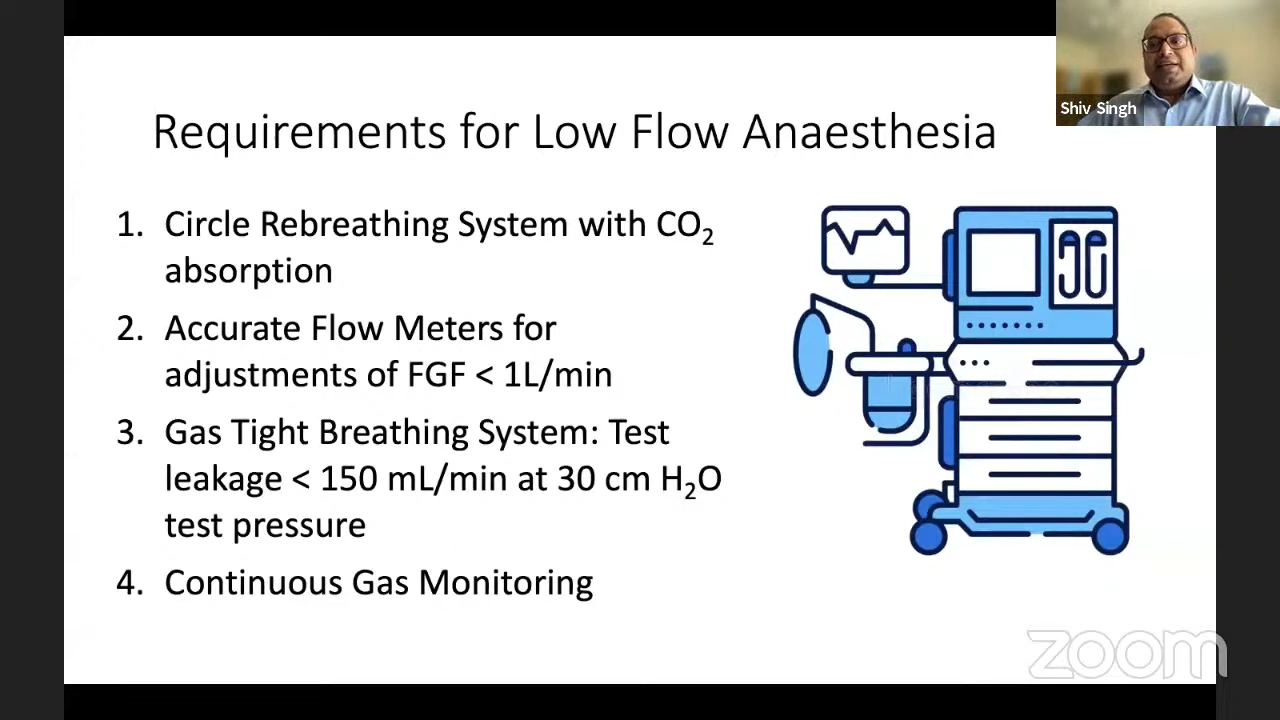 Shiv Singh
Requirements for Low Flow Anaesthesia
1. Circle Rebreathing System with CO₂
absorption
2. Accurate Flow Meters for
adjustments of FGF < 1L/min
3. Gas Tight Breathing System: Test
leakage < 150 mL/min at 30 cm H₂O
test pressure
4. Continuous Gas Monitoring
zoom